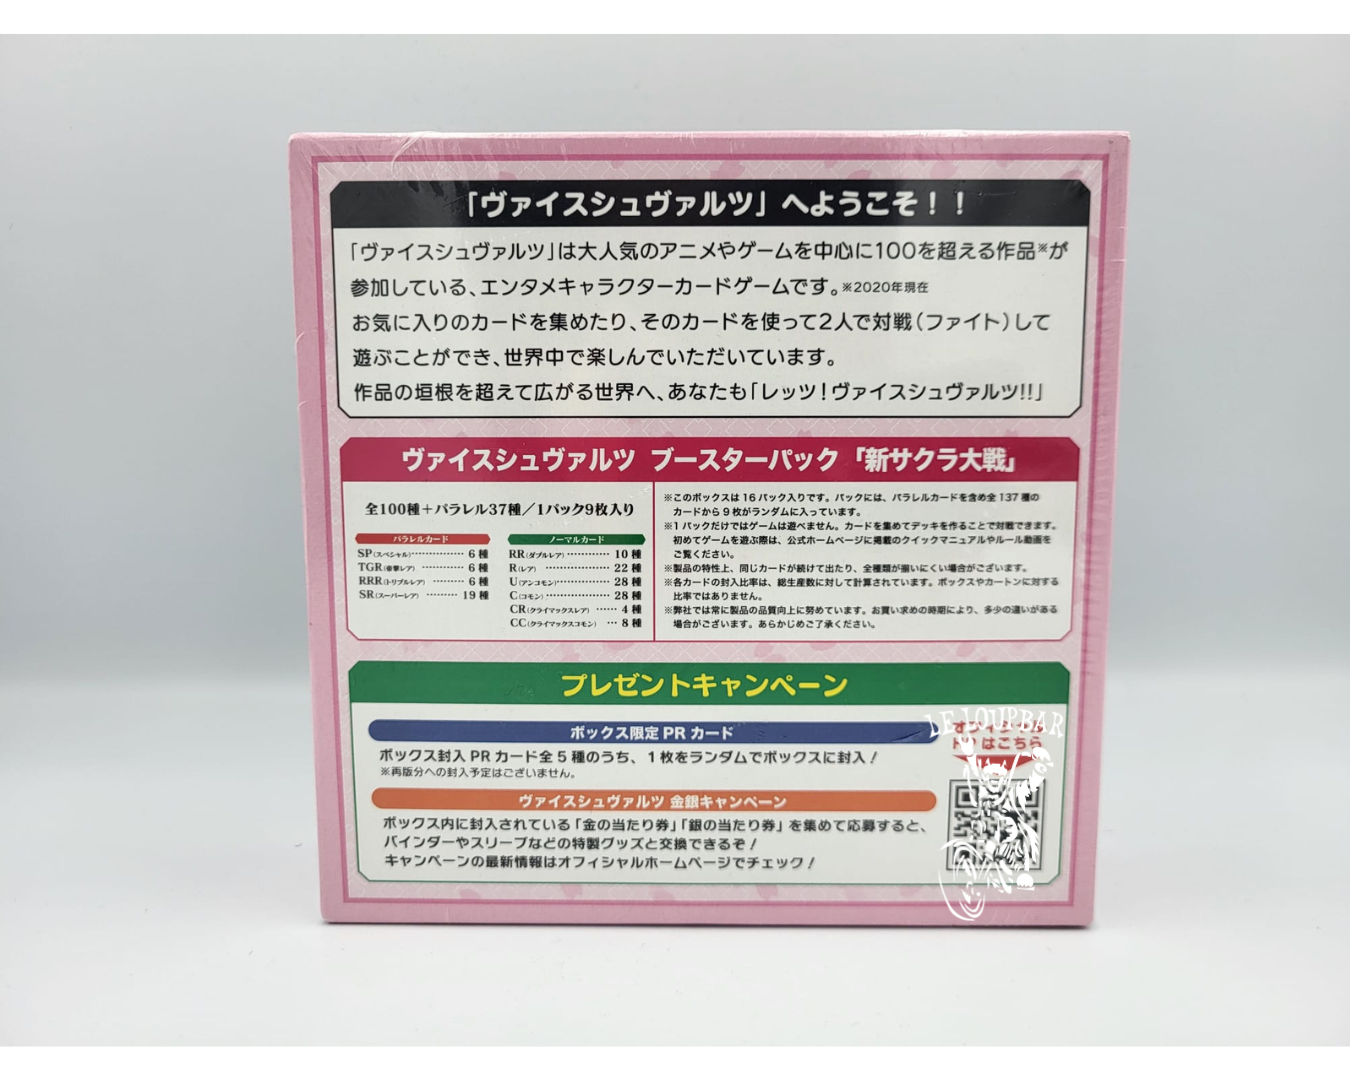 「ヴァイスシュヴァルツ」へようこそ！！
「ヴァイスシュヴァルツ」は大人気のアニメやゲームを中心に100を超える作品※が
参加している、エンタメキャラクターカードゲームです。※2020年現在
お気に入りのカードを集めたり、そのカードを使って2人で対戦（ファイト）して
遊ぶことができ、世界中で楽しんでいただいています。
作品の垣根を超えて広がる世界へ、あなたも「レッツ！ヴァイスシュヴァルツ!!」
ヴァイスシュヴァルツ ブースターパック 「新サクラ大戦」
全100種＋パラレル37種／1パック9枚入り
パラレルカード
SP(スペシャル)‥‥‥‥‥‥ 6種
TGR(衝撃レア)‥‥‥‥‥ 6種
RRR(トリプルレア)‥‥‥‥ 6種
SR(スーパーレア)‥‥‥‥ 19種
ノーマルカード
RR(ダブルレア)‥‥‥‥ 10種
R(レア)‥‥‥‥‥‥‥ 22種
U(アンコモン)‥‥‥‥‥ 28種
C(コモン)‥‥‥‥‥‥ 28種
CR(クライマックスレア)‥‥ 4種
CC(クライマックスコモン)‥ 8種
※このボックスは16パック入りです。パックには、パラレルカードを含め全137種の
カードから9枚がランダムに入っています。
※1パックだけではゲームは遊べません。カードを集めてデッキを作ることで対戦できます。
初めてゲームを遊ぶ際は、公式ホームページに掲載のクイックマニュアルやルール動画を
ご覧ください。
※製品の特性上、同じカードが続けて出たり、全種類が揃いにくい場合がございます。
※各カードの封入比率は、総生産数に対して計算されています。ボックスやカートンに対する
比率ではありません。
※弊社では常に製品の品質向上に努めています。お買い求めの時期により、多少の違いがある
場合がございます。あらかじめご了承ください。
プレゼントキャンペーン
ボックス限定PRカード
ボックス封入PRカード全5種のうち、1枚をランダムでボックスに封入！
※再版分への封入予定はございません。
ヴァイスシュヴァルツ 金銀キャンペーン
ボックス内に封入されている「金の当たり券」「銀の当たり券」を集めて応募すると、
バインダーやスリーブなどの特製グッズと交換できるぞ！
キャンペーンの最新情報はオフィシャルホームページでチェック！
LE LOUPBAR
はこちら